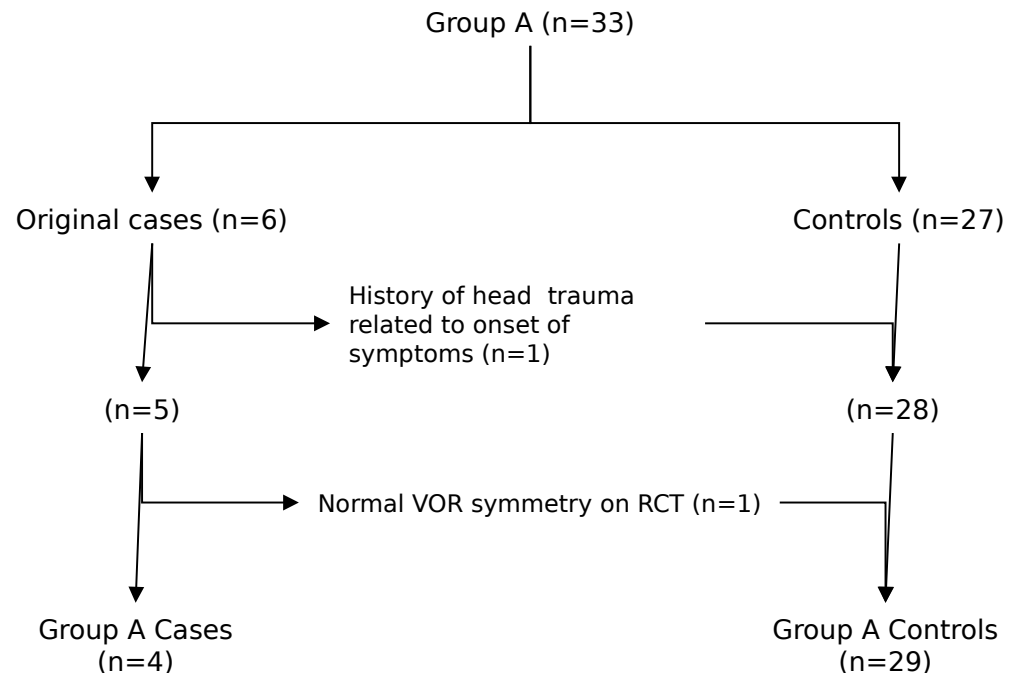 Group A (n=33)
Original cases (n=6)
Controls (n=27)
History of head  trauma
related to onset of
symptoms (n=1)
(n=5)
(n=28)
Normal VOR symmetry on RCT (n=1)
Group A Cases
(n=4)
Group A Controls
(n=29)